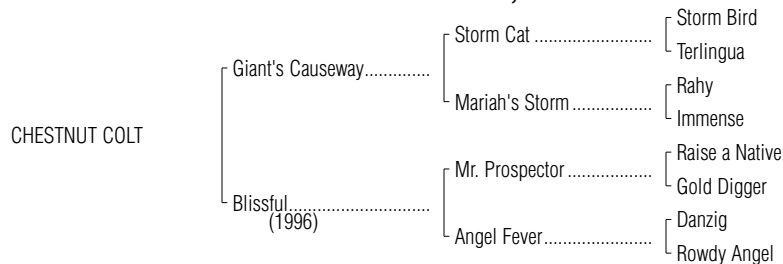 Storm Bird
Storm Cat ..............................
Terlingua
Giant's Causeway..............
Rahy
Mariah's Storm ....................
Immense
CHESTNUT COLT
Raise a Native
Mr. Prospector .....................
Gold Digger
Blissful..................................
(1996)
Danzig
Angel Fever...........................
Rowdy Angel